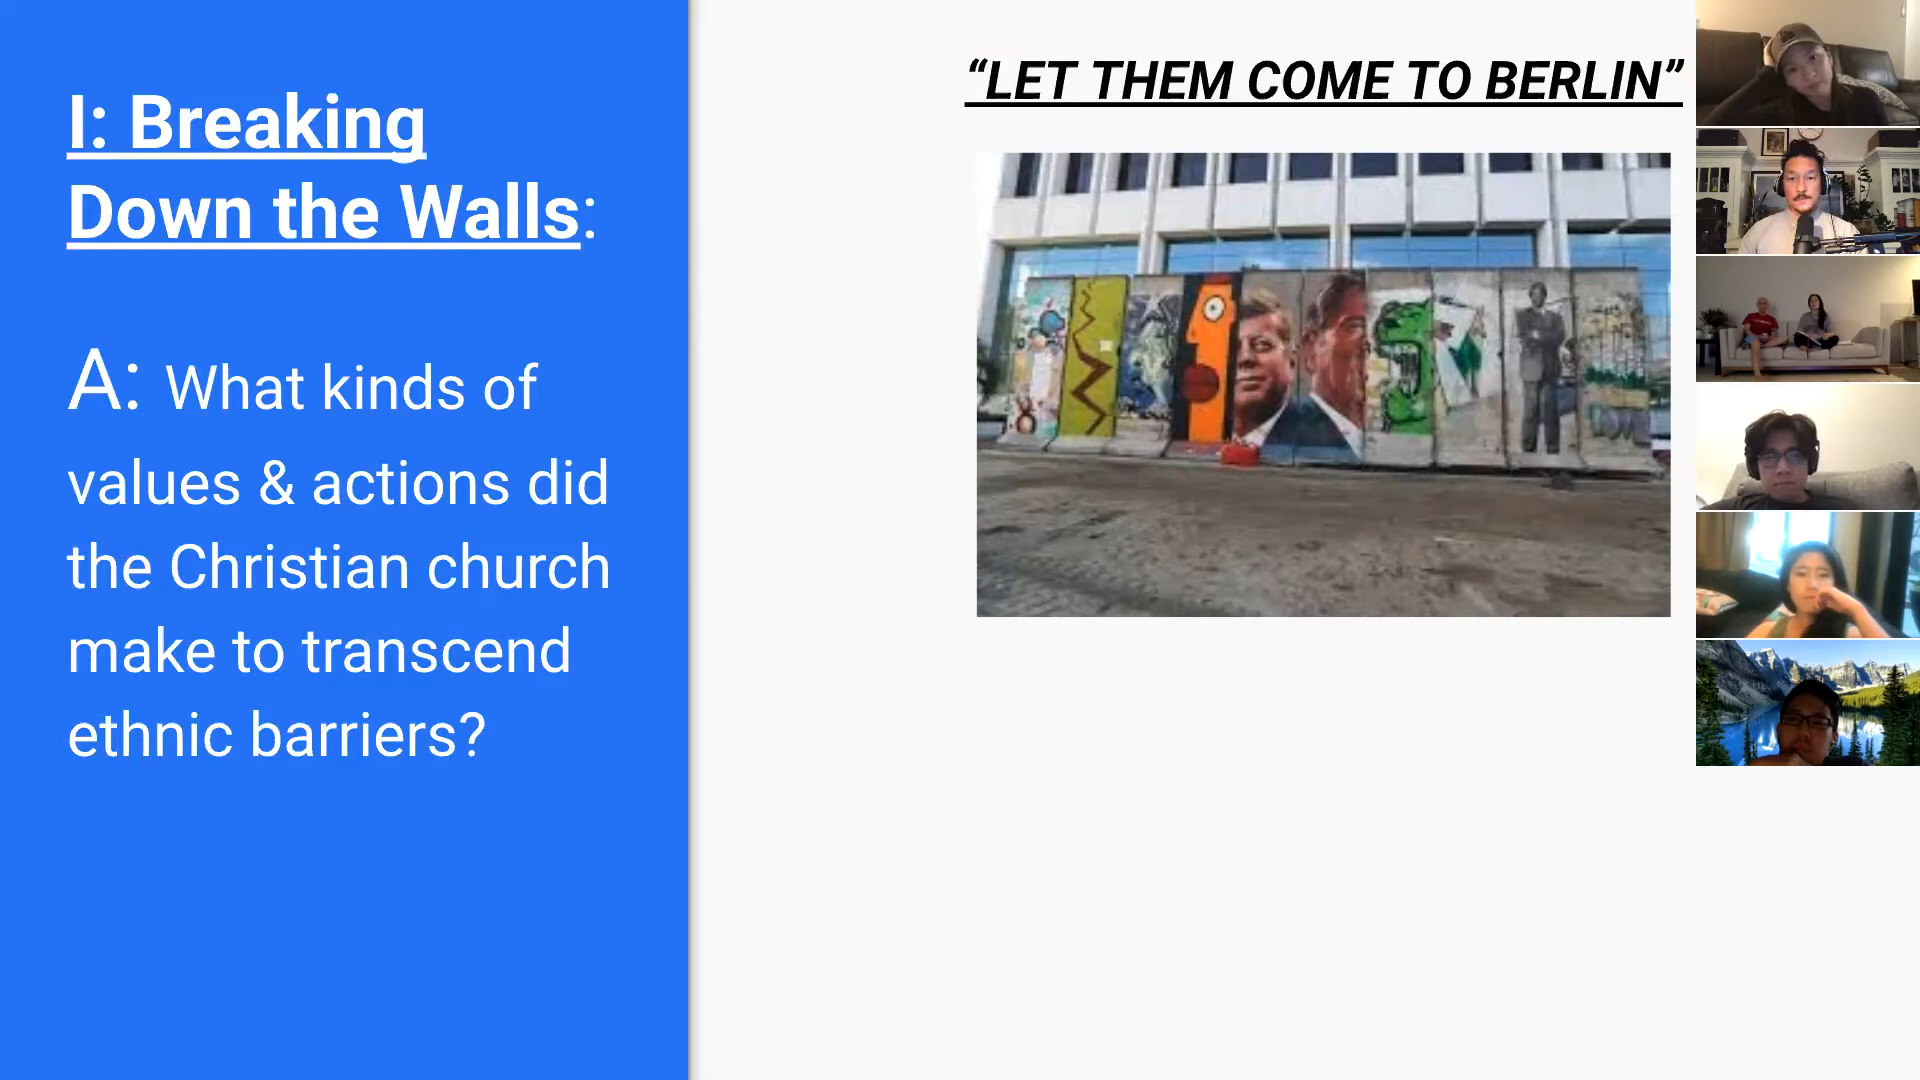 I: Breaking
Down the Walls:
A: What kinds of
values & actions did
the Christian church
make to transcend
ethnic barriers?
“LET THEM COME TO BERLIN”